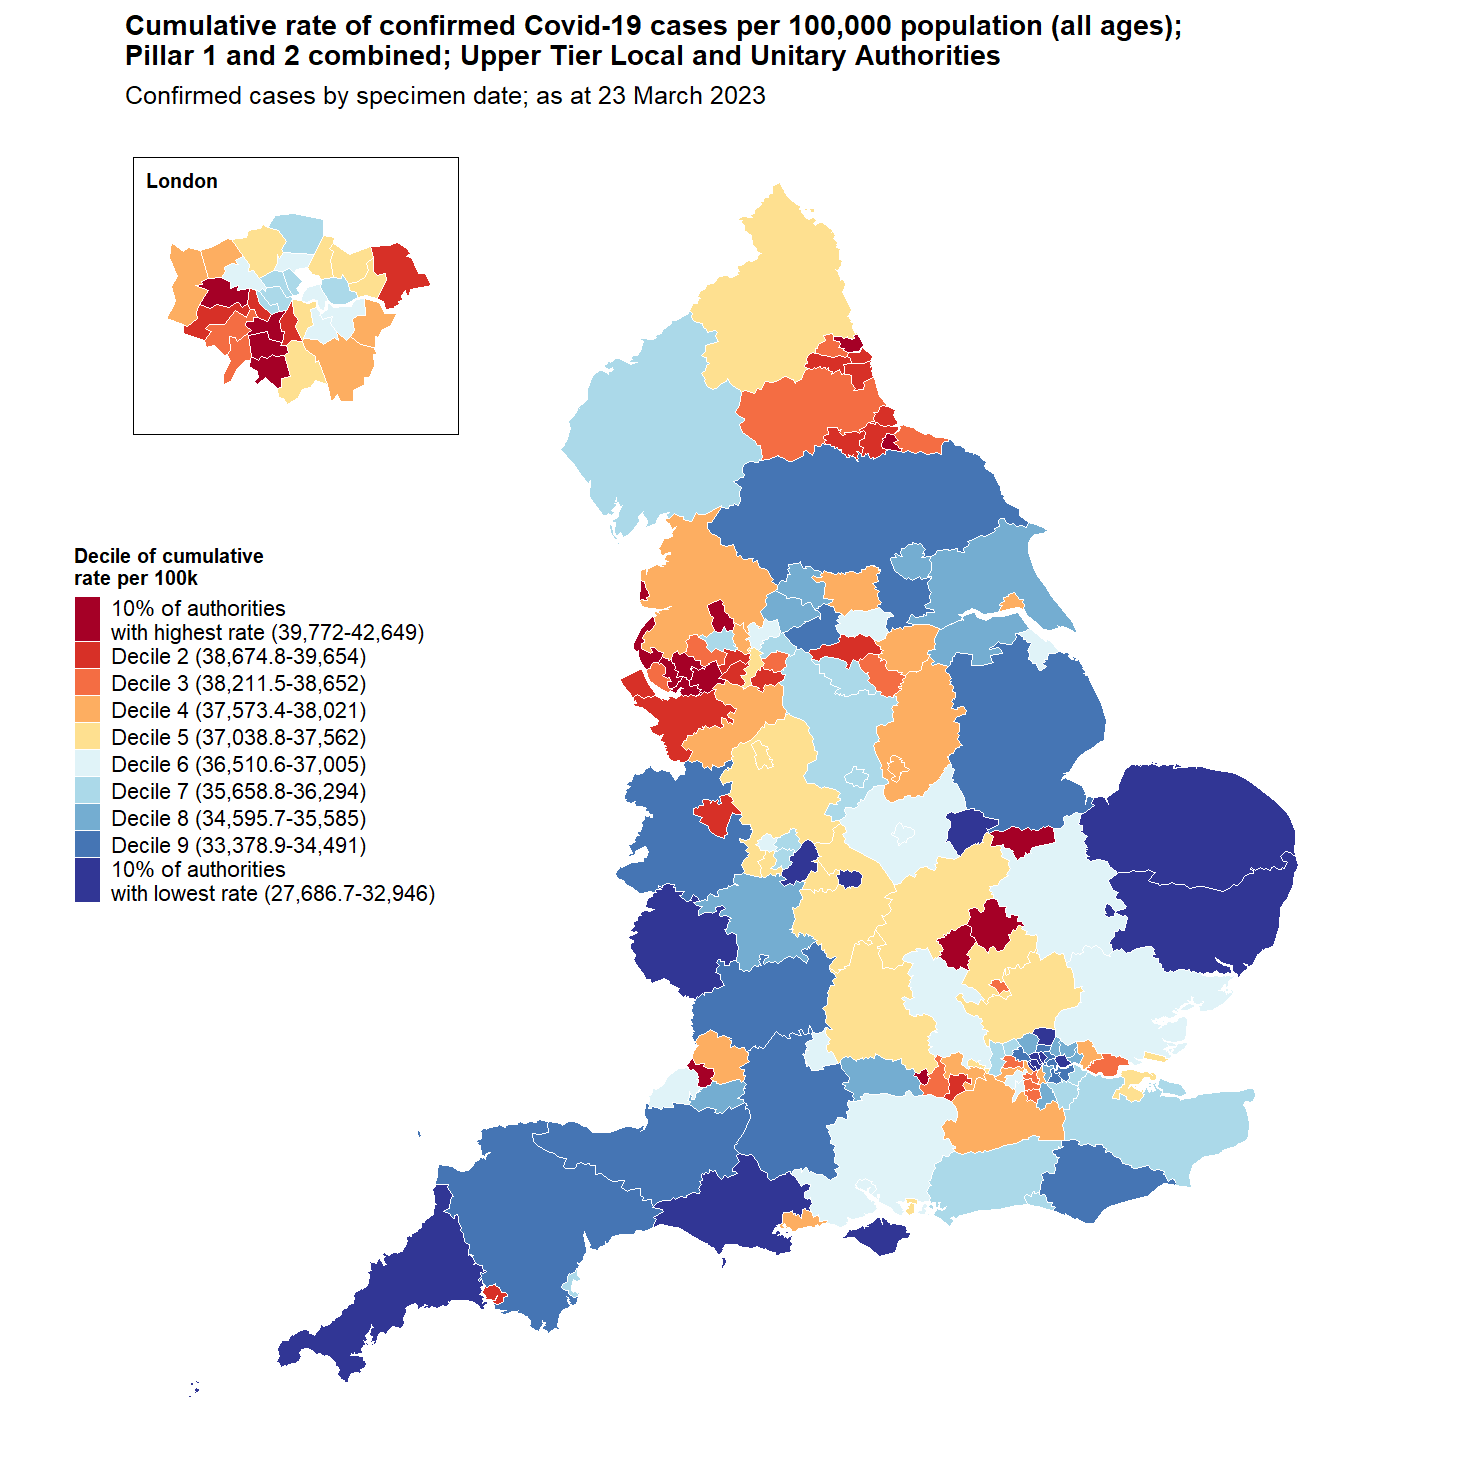 Cumulative rate of confirmed Covid-19 cases per 100,000 population (all ages);
Pillar 1 and 2 combined; Upper Tier Local and Unitary Authorities
Confirmed cases by specimen date; as at 23 March 2023
London
Decile of cumulative
rate per 100k
10% of authorities
with highest rate (39,772-42,649)
Decile 2 (38,674.8-39,654)
Decile 3 (38,211.5-38,652)
Decile 4 (37,573.4-38,021)
Decile 5 (37,038.8-37,562)
Decile 6 (36,510.6-37,005)
Decile 7 (35,658.8-36,294)
Decile 8 (34,595.7-35,585)
Decile 9 (33,378.9-34,491)
10% of authorities
with lowest rate (27,686.7-32,946)